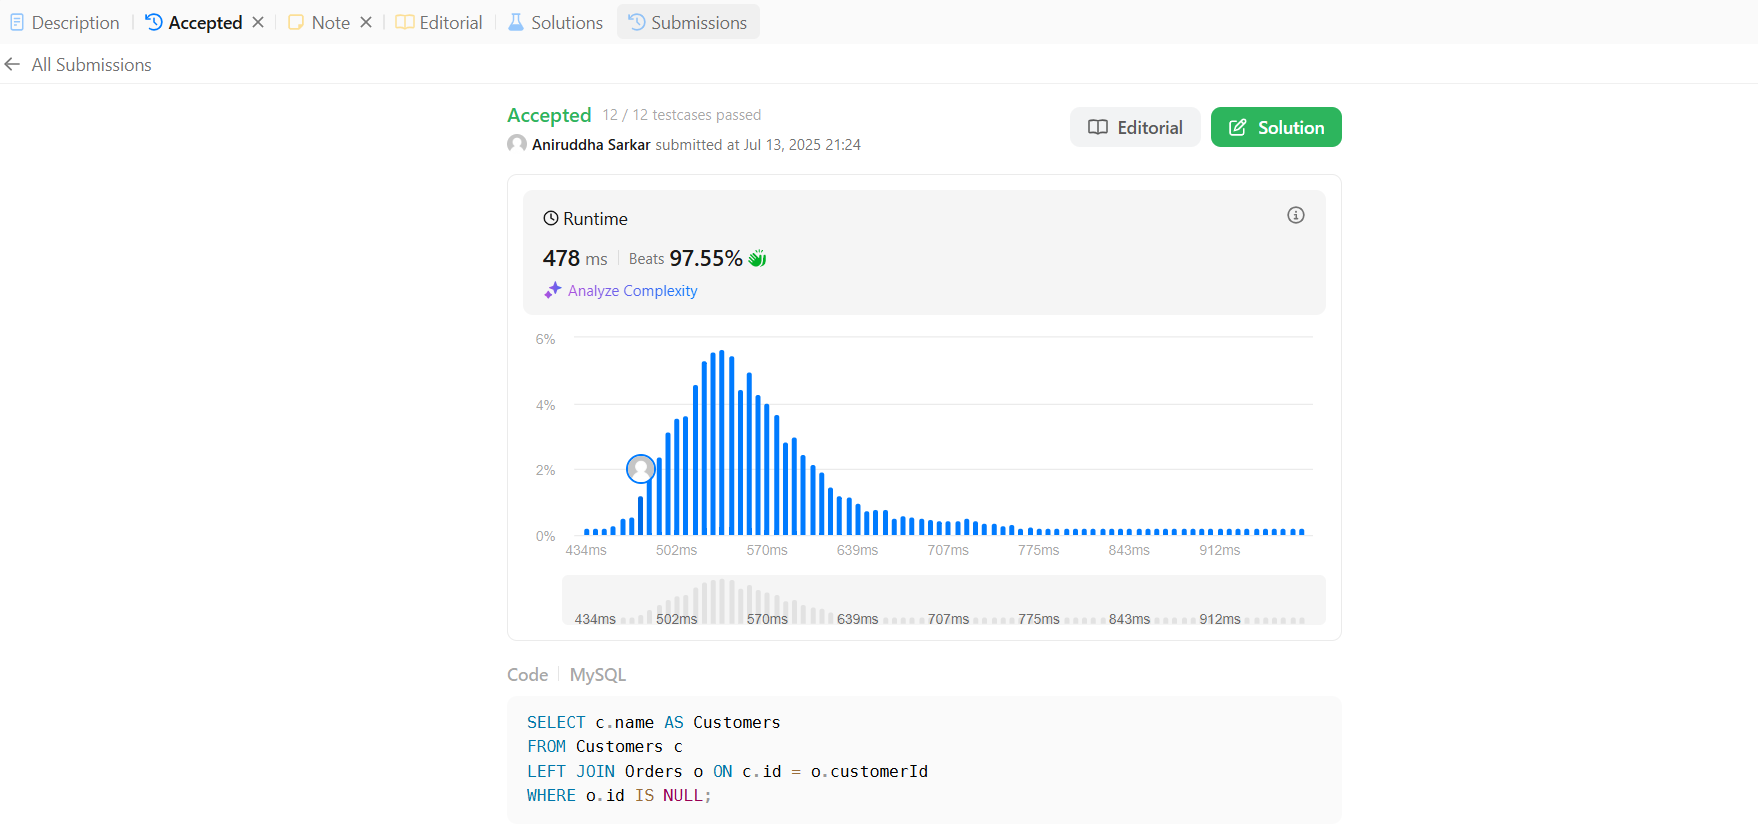 Description Accepted Note Editorial Solutions Submissions
All Submissions
Accepted 12 / 12 testcases passed
Aniruddha Sarkar submitted at Jul 13, 2025 21:24
Editorial Solution
Runtime
478 ms Beats 97.55%
Analyze Complexity
6%
4%
2%
0%
434ms 502ms 570ms 639ms 707ms 775ms 843ms 912ms
434ms 502ms 570ms 639ms 707ms 775ms 843ms 912ms
Code MySQL
SELECT c.name AS Customers
FROM Customers c
LEFT JOIN Orders o ON c.id = o.customerId
WHERE o.id IS NULL;